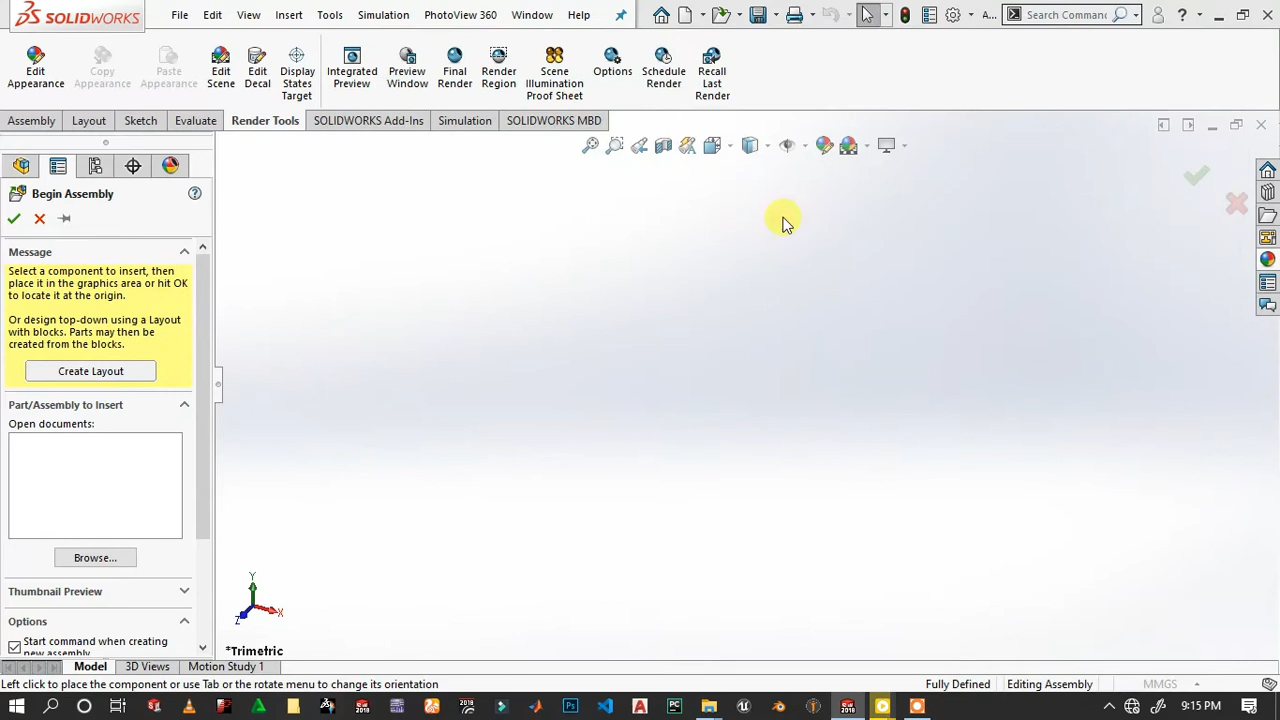 SOLIDWORKS
File Edit View Insert Tools Simulation PhotoView 360 Window Help
A...
Search Commands
Edit Appearance
Copy Appearance
Paste Appearance
Edit Scene
Edit Decal
Display States Target
Integrated Preview
Preview Window
Final Render
Render Region
Scene Illumination Proof Sheet
Options
Schedule Render
Recall Last Render
Assembly Layout Sketch Evaluate Render Tools SOLIDWORKS Add-Ins Simulation SOLIDWORKS MBD
Begin Assembly
Message
Select a component to insert, then
place it in the graphics area or hit OK
to locate it at the origin.
Or design top-down using a Layout
with blocks. Parts may then be
created from the blocks.
Create Layout
Part/Assembly to Insert
Open documents:
Browse...
Thumbnail Preview
Options
Start command when creating
new assembly
Y
X
Z
*Trimetric
Model 3D Views Motion Study 1
Left click to place the component or use Tab or the rotate menu to change its orientation
Fully Defined
Editing Assembly
MMGS
9:15 PM